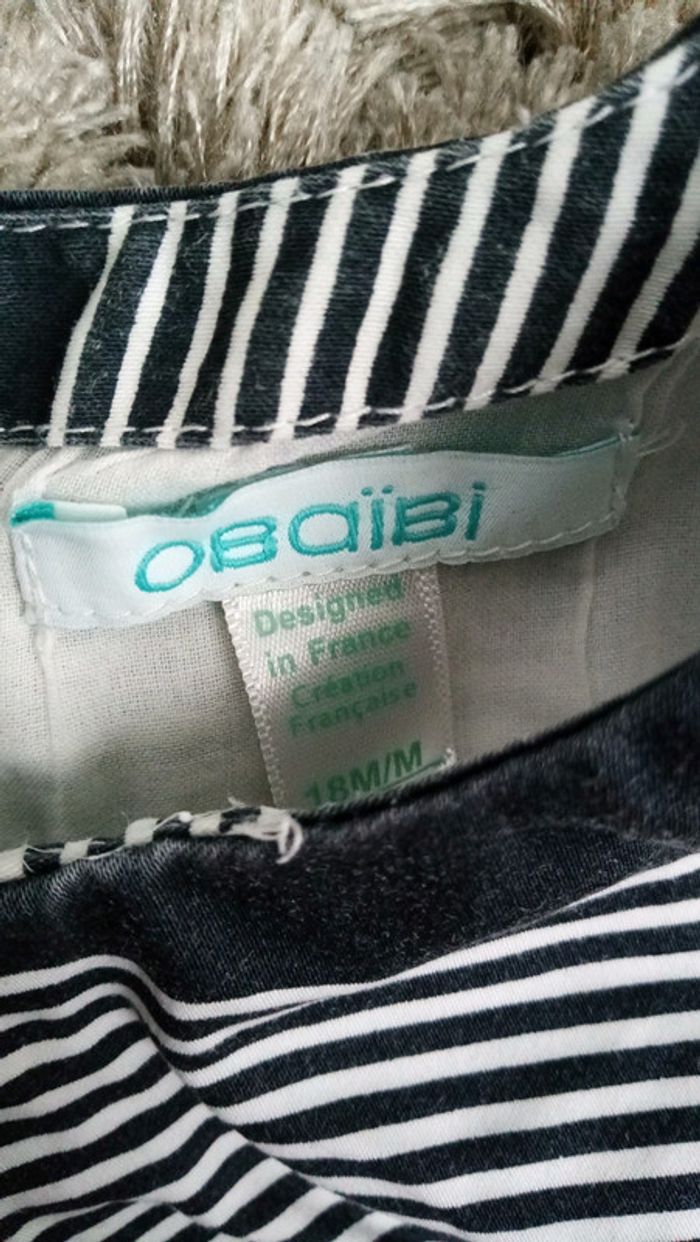 OBaïBi
Designed
in France
Création
Française
18M/M